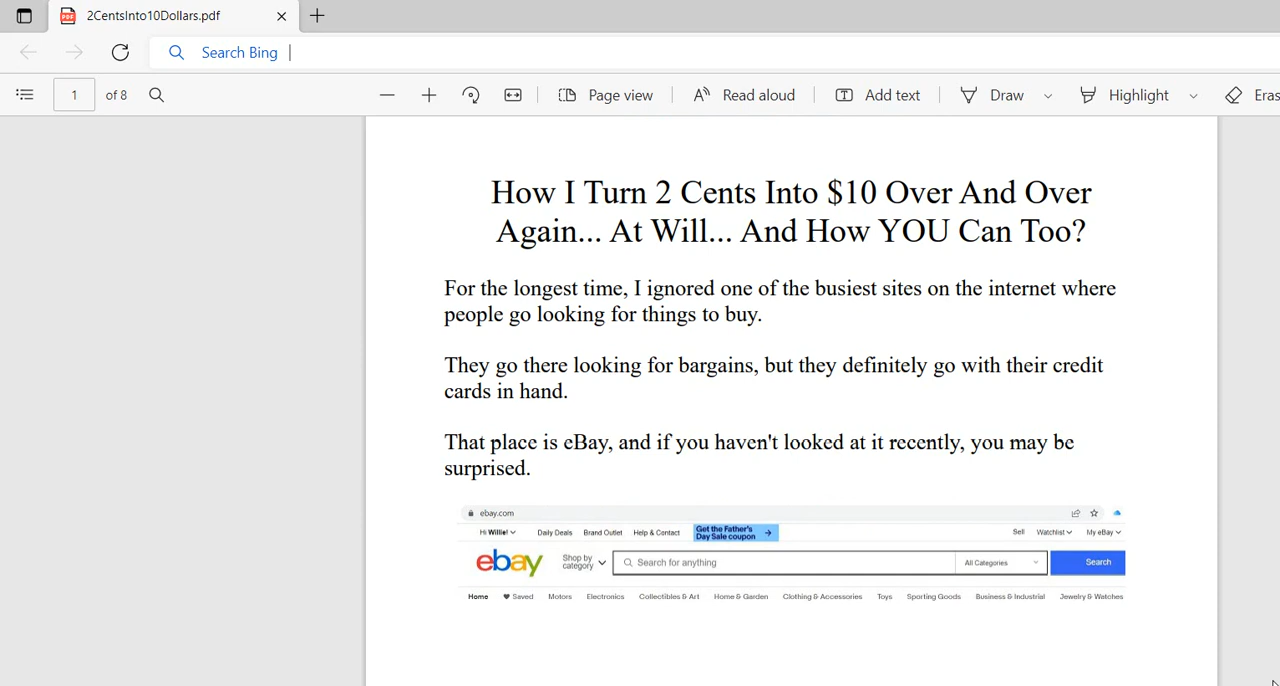 2CentsInto10Dollars.pdf
Search Bing
1 of 8
Page view
Read aloud
Add text
Draw
Highlight
Eras
How I Turn 2 Cents Into $10 Over And Over
Again... At Will... And How YOU Can Too?
For the longest time, I ignored one of the busiest sites on the internet where
people go looking for things to buy.
They go there looking for bargains, but they definitely go with their credit
cards in hand.
That place is eBay, and if you haven't looked at it recently, you may be
surprised.
ebay.com
Hi Willie! Daily Deals Brand Outlet Help & Contact Get the Father's
Day Sale coupon Sell Watchlist My eBay
ebay Shop by
category Search for anything All Categories Search
Home Saved Motors Electronics Collectibles & Art Home & Garden Clothing & Accessories Toys Sporting Goods Business & Industrial Jewelry & Watches